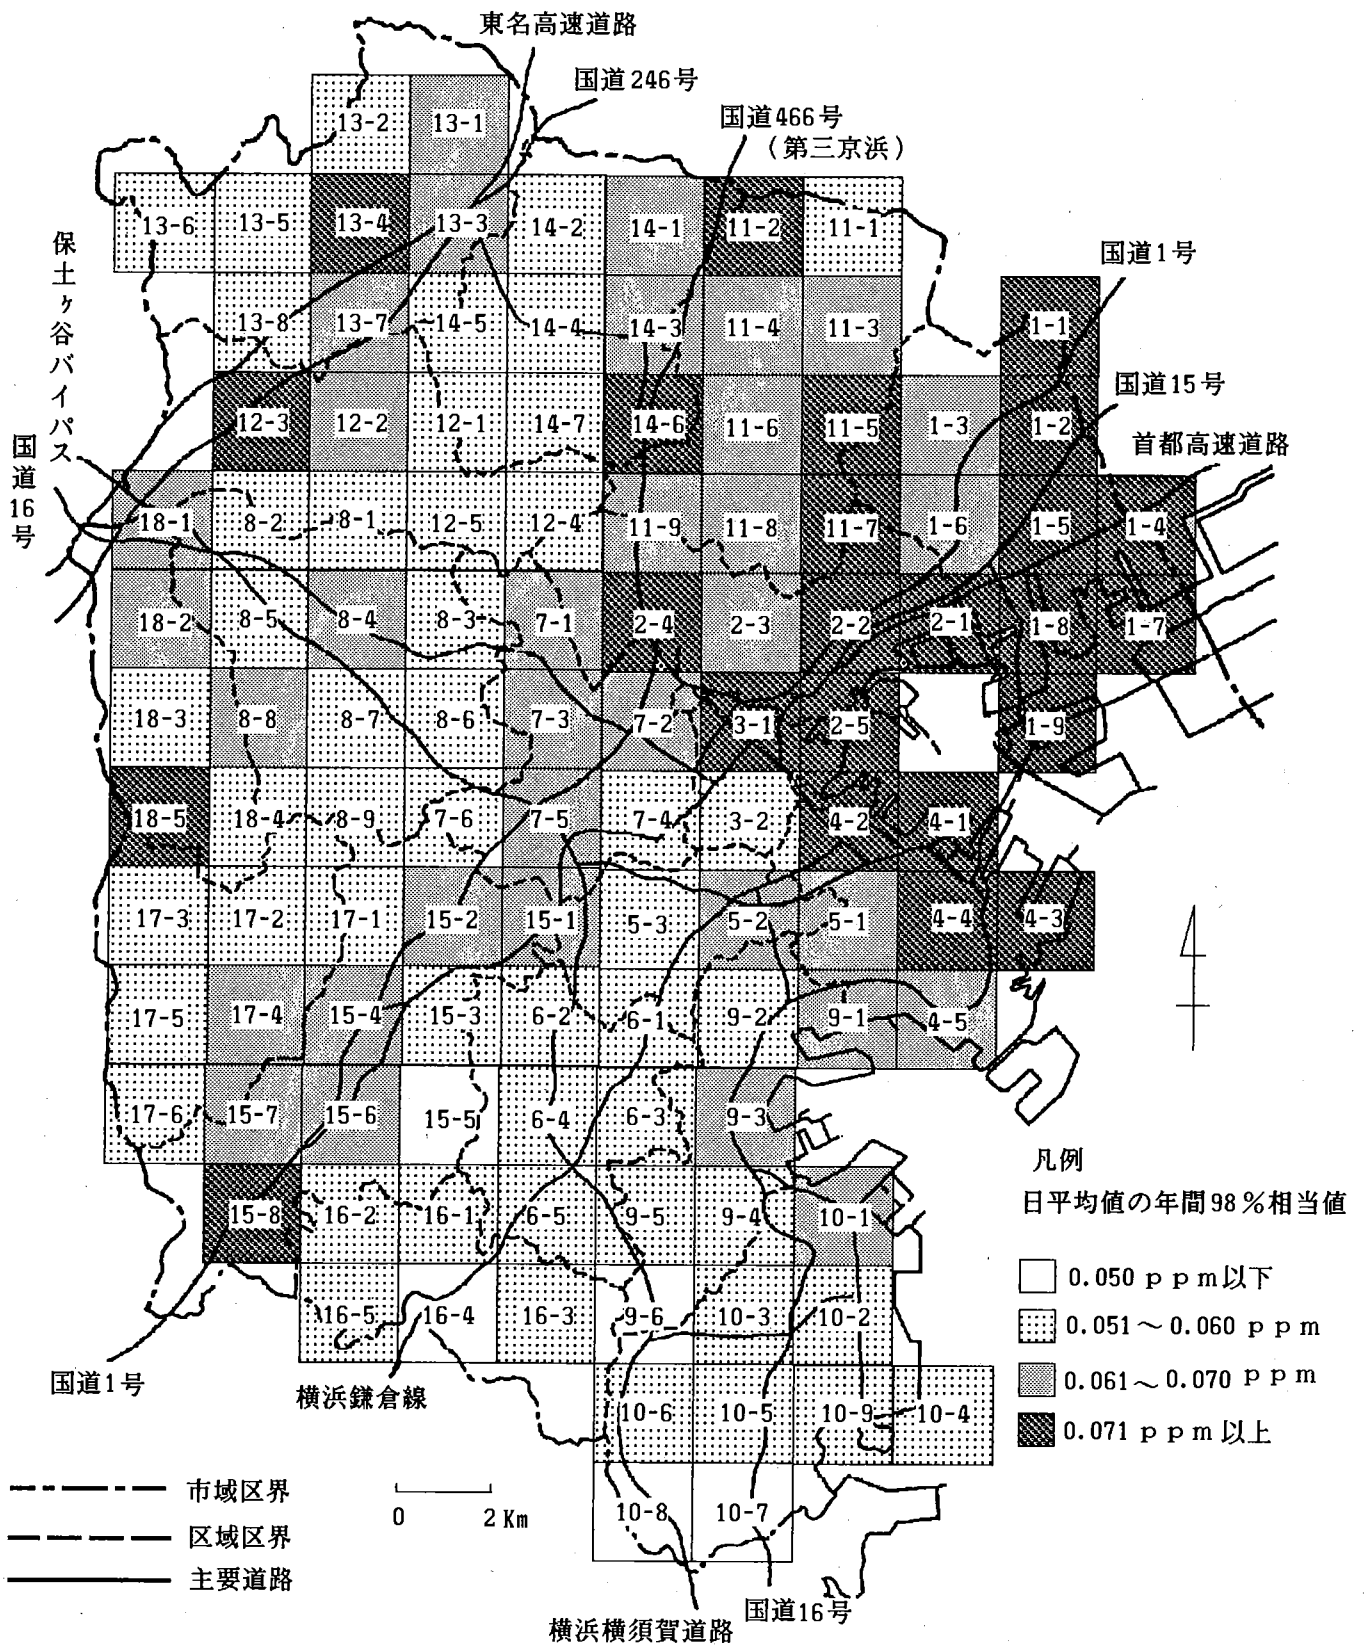 東名高速道路
国道246号
国道466号
(第三京浜)
13-2 13-1
保土ヶ谷バイパス
13-6 13-5 13-4 13-3 14-2 14-1 11-2 11-1
国道1号
13-8 13-7 14-5 14-4 14-3 11-4 11-3 1-1
国道15号
12-3 12-2 12-1 14-7 14-6 11-6 11-5 1-3 1-2
首都高速道路
国道16号
18-1 8-2 8-1 12-5 12-4 11-9 11-8 11-7 1-6 1-5 1-4
18-2 8-5 8-4 8-3 7-1 2-4 2-3 2-2 2-1 1-8 1-7
18-3 8-8 8-7 8-6 7-3 7-2 3-1 2-5 1-9
18-5 18-4 8-9 7-6 7-5 7-4 3-2 4-2 4-1
17-3 17-2 17-1 15-2 15-1 5-3 5-2 5-1 4-4 4-3
17-5 17-4 15-4 15-3 6-2 6-1 9-2 9-1 4-5
17-6 15-7 15-6 15-5 6-4 6-3 9-3
15-8 16-2 16-1 6-5 9-5 9-4 10-1
16-5 16-4 16-3 9-6 10-3 10-2
10-6 10-5 10-9 10-4
10-8 10-7
凡例
日平均値の年間98%相当値
0.050 ppm以下
0.051～0.060 ppm
0.061～0.070 ppm
0.071 ppm以上
国道1号
横浜鎌倉線
市域区界
区域区界
主要道路
0 2 Km
国道16号
横浜横須賀道路